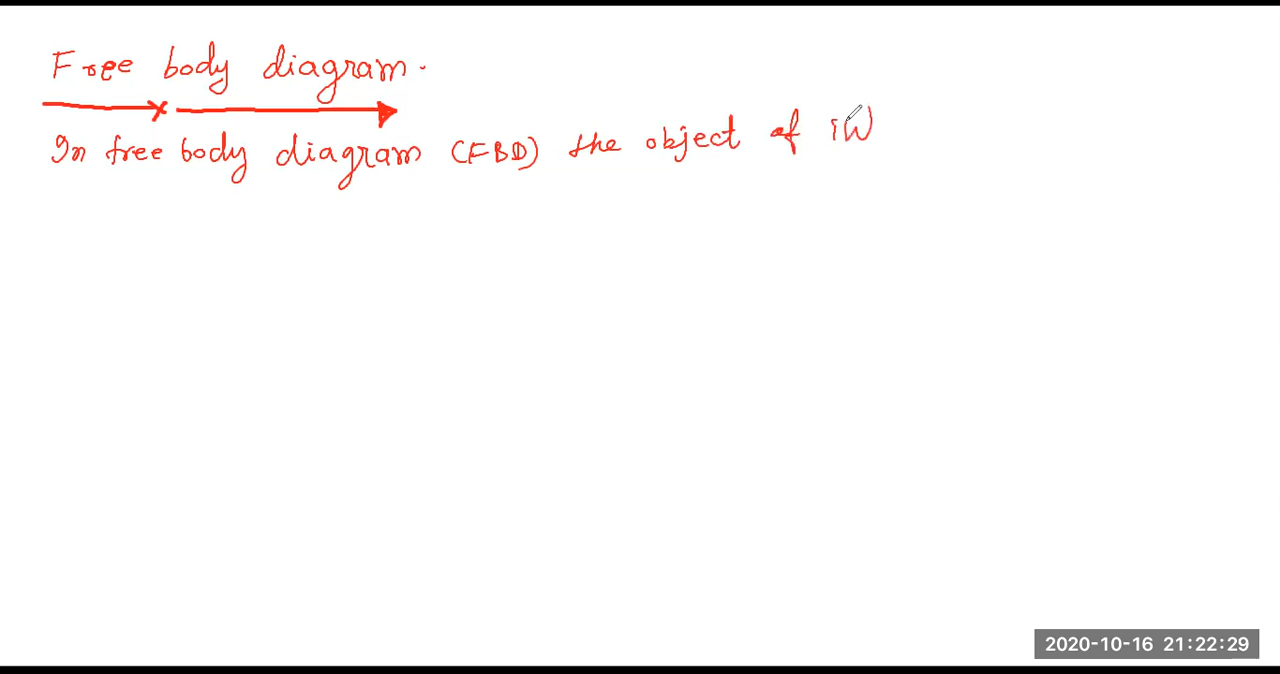 Free body diagram.
In free body diagram (FBD) the object of
2020-10-16 21:22:29